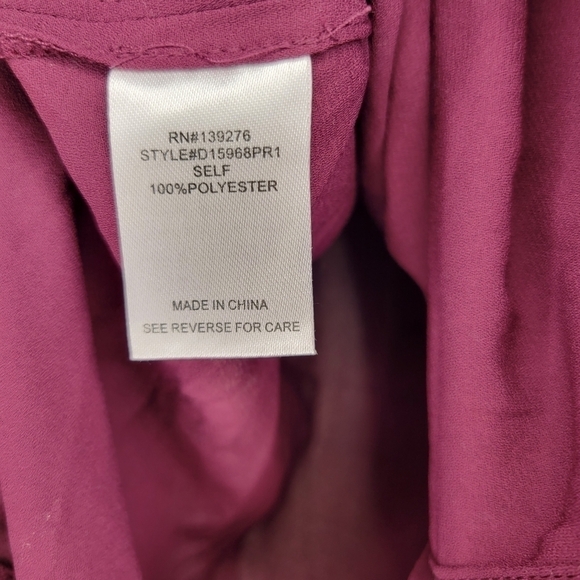 RN#139276
STYLE#D15968PR1
SELF
100%POLYESTER
MADE IN CHINA
SEE REVERSE FOR CARE